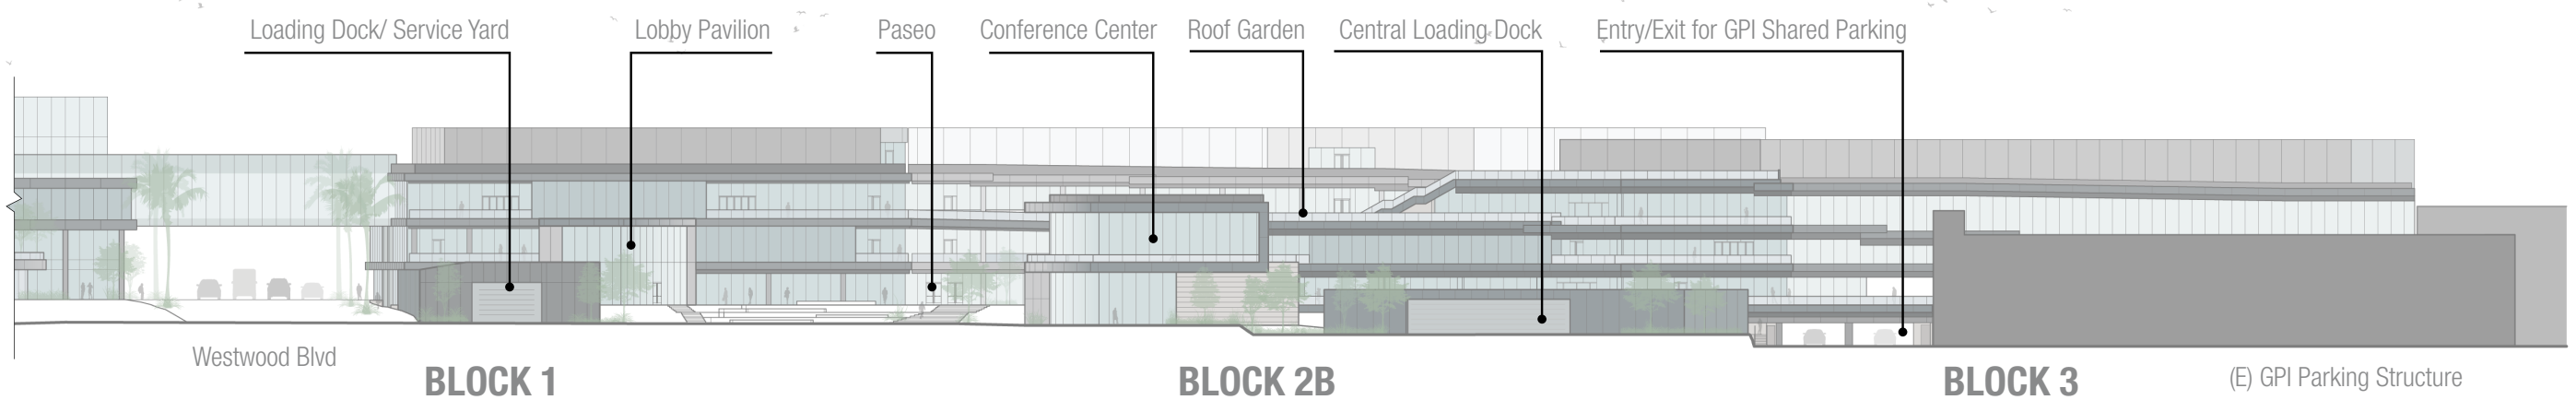 Loading Dock/ Service Yard
Lobby Pavilion
Paseo
Conference Center
Roof Garden
Central Loading Dock
Entry/Exit for GPI Shared Parking
Westwood Blvd
BLOCK 1
BLOCK 2B
BLOCK 3
(E) GPI Parking Structure